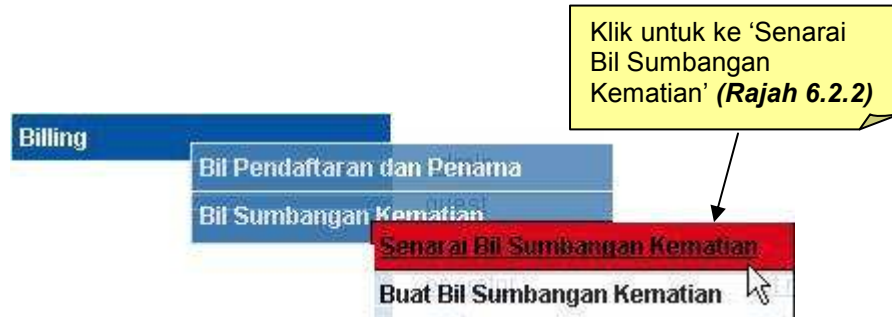 Klik untuk ke ‘Senarai
Bil Sumbangan
Kematian’ (Rajah 6.2.2)
Billing
Bil Pendaftaran dan Penama
Bil Sumbangan Kematian
Senarai Bil Sumbangan Kematian
Buat Bil Sumbangan Kematian